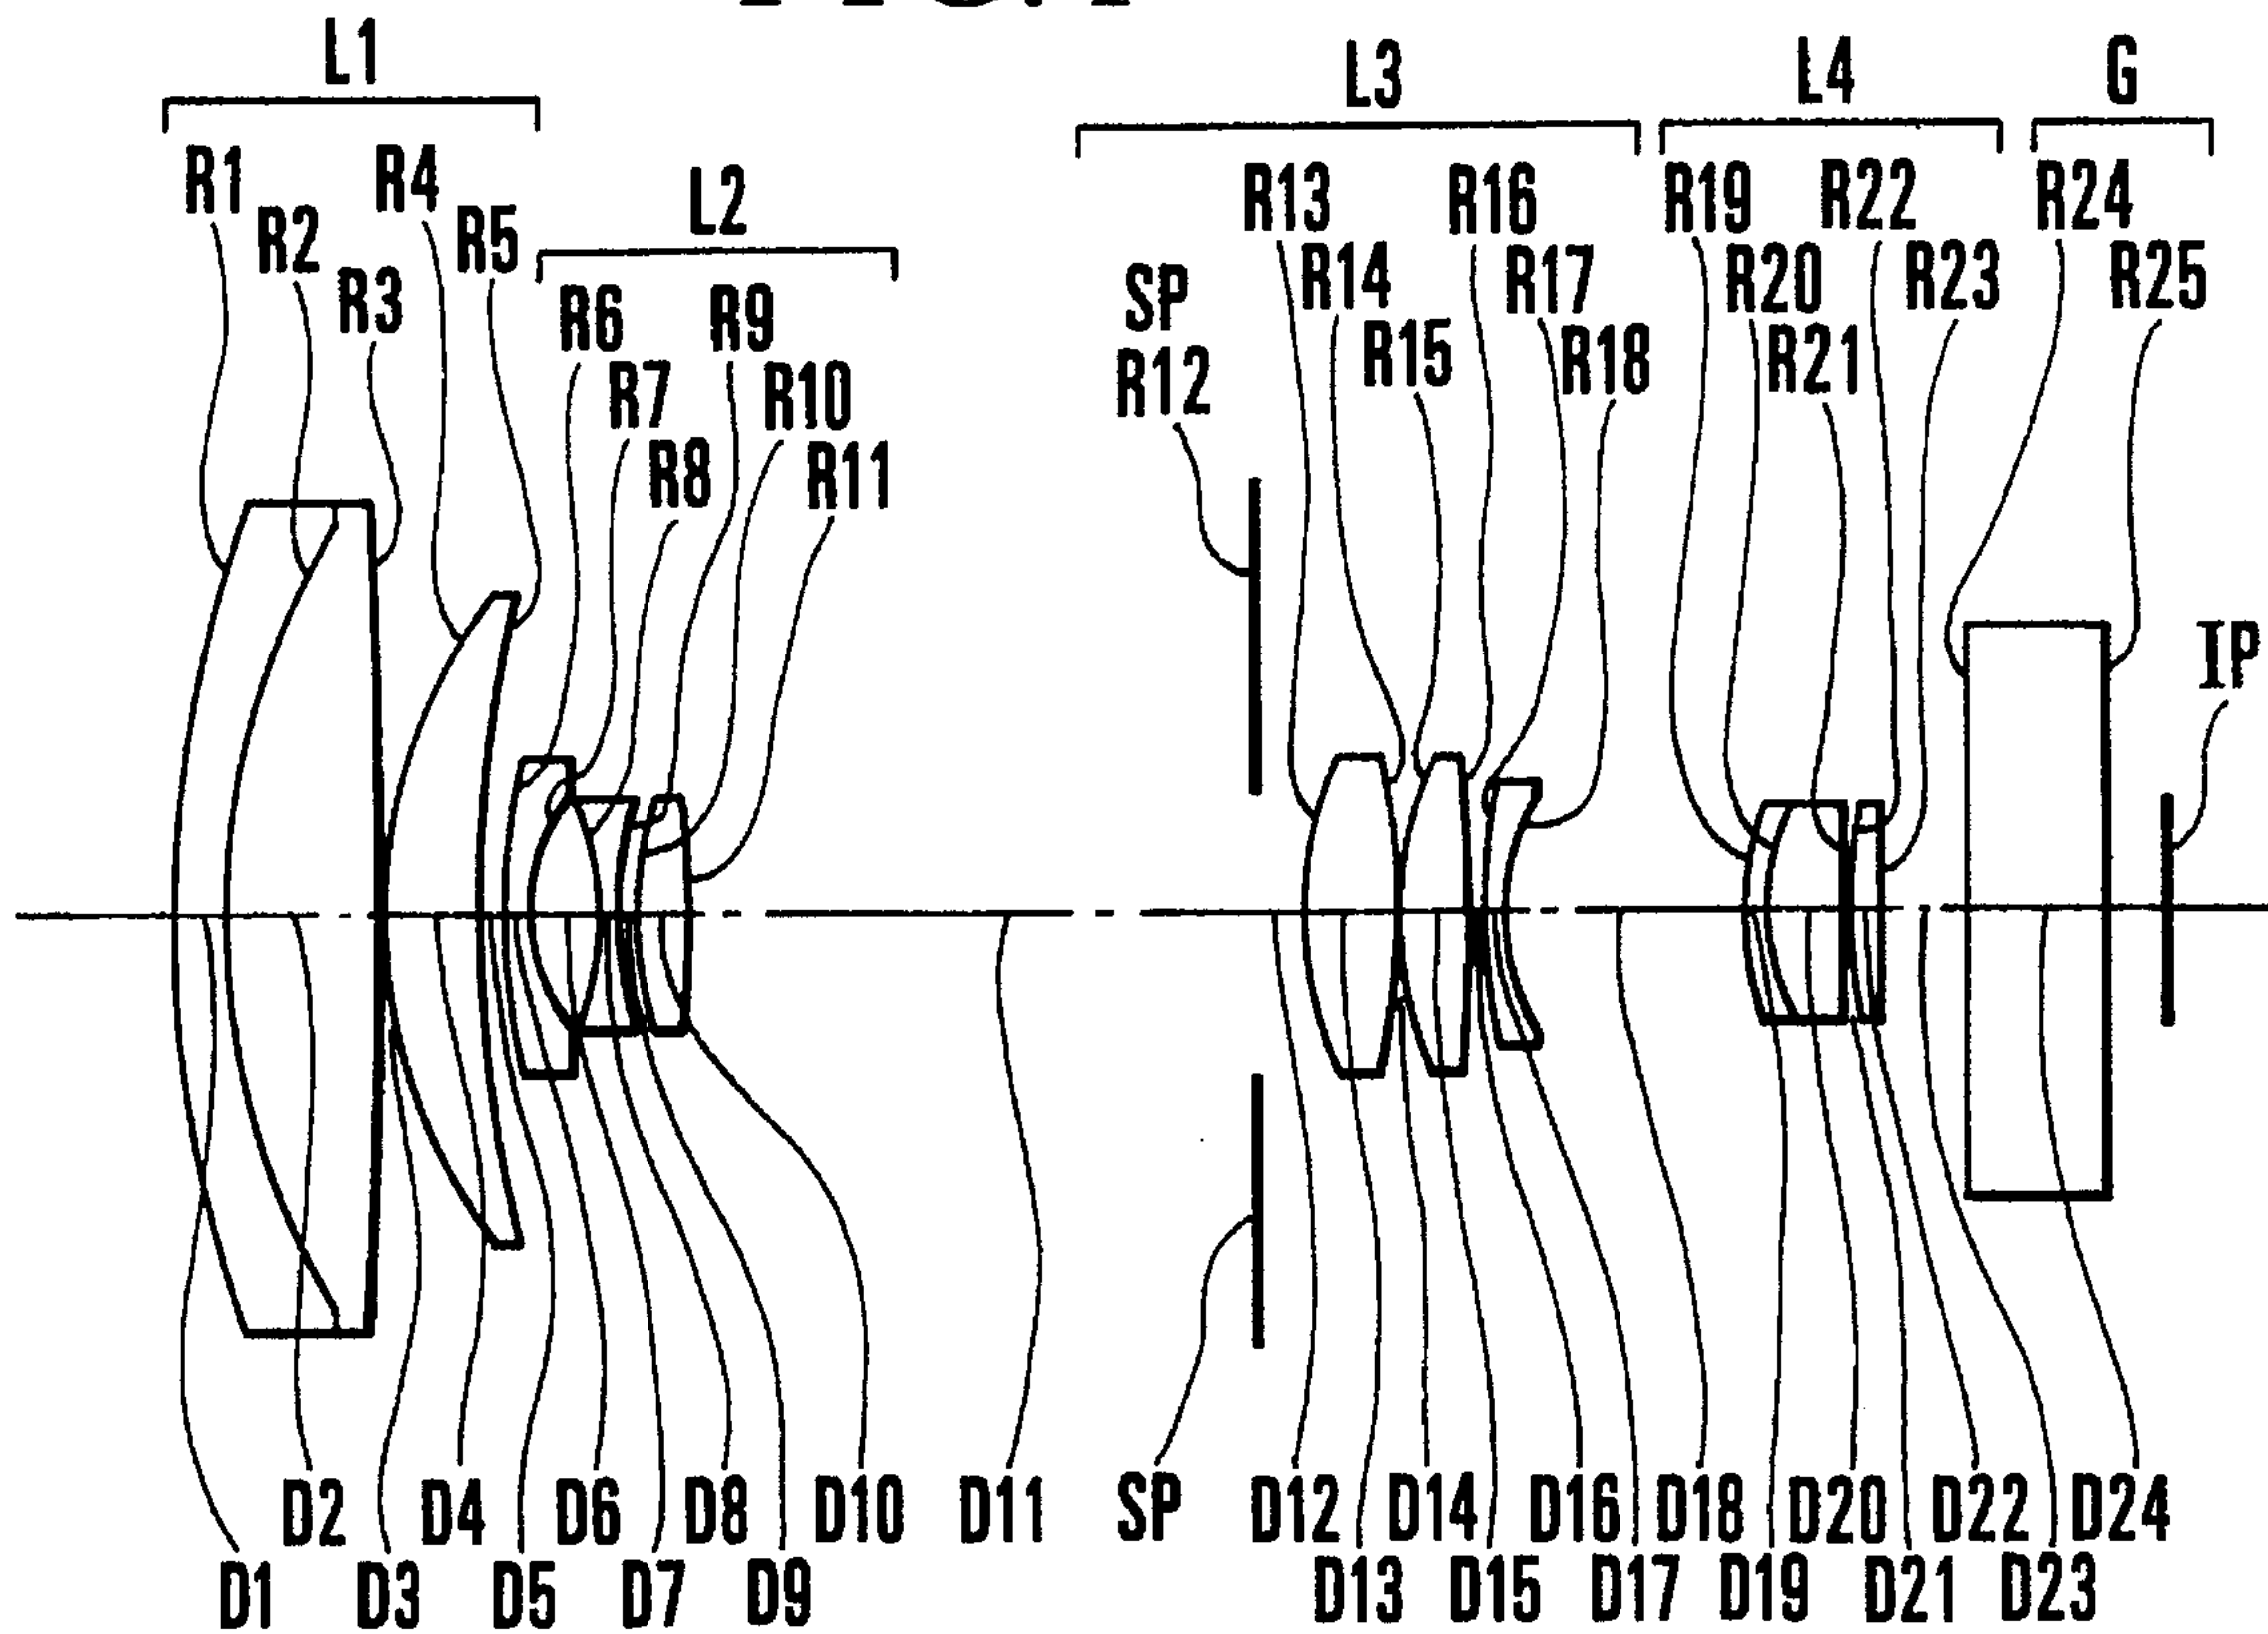 L1 L3 L4 G
R1 R4 L2 R13 R16 R19 R22 R24
R2 R5 SP R14 R17 R20 R23 R25
R3 R6 R9 R12 R15 R18 R21
R7 R10
R8 R11
IP
D2 D4 D6 D8 D10 D11 SP D12 D14 D16 D18 D20 D22 D24
D1 D3 D5 D7 D9 D13 D15 D17 D19 D21 D23